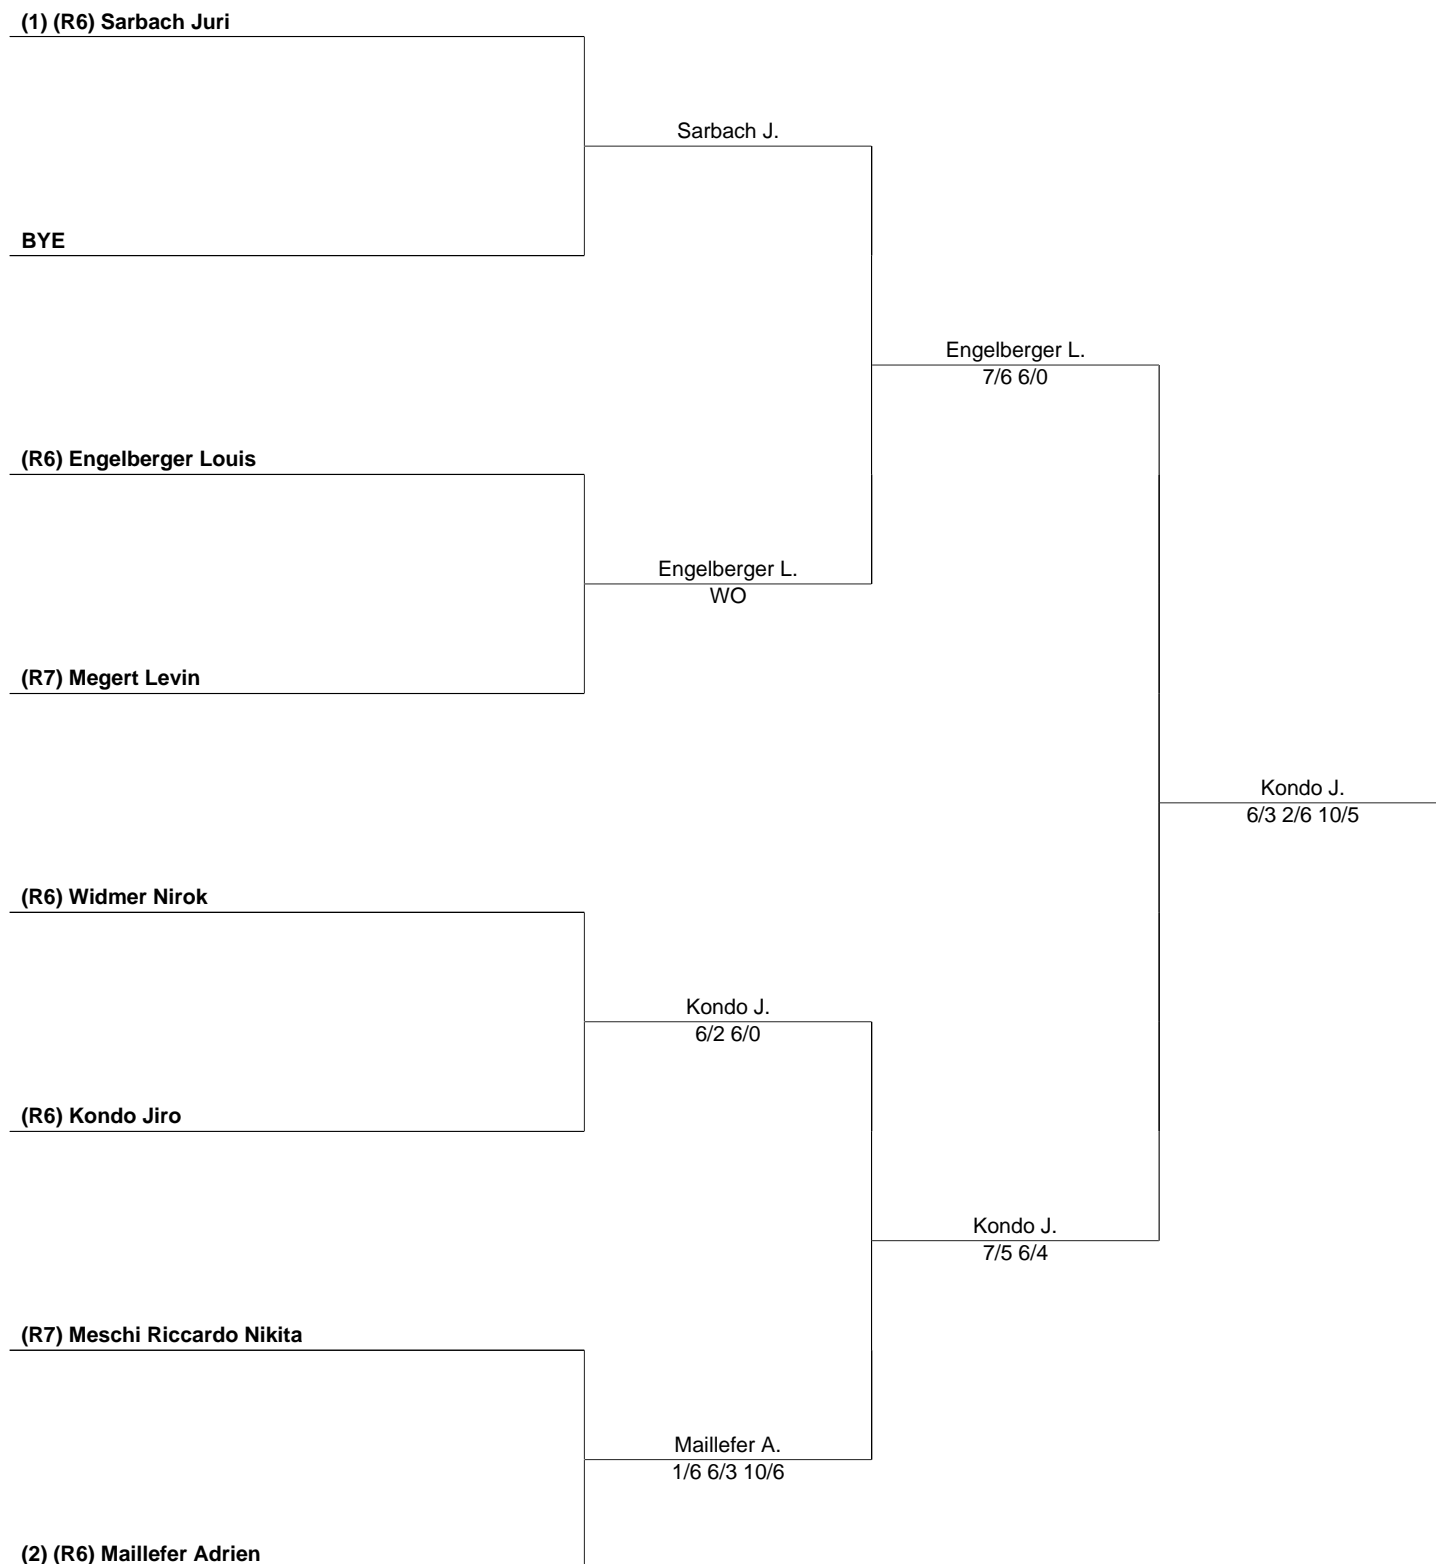 (1) (R6) Sarbach Juri
Sarbach J.
BYE
Engelberger L.
7/6 6/0
(R6) Engelberger Louis
Engelberger L.
WO
(R7) Megert Levin
Kondo J.
6/3 2/6 10/5
(R6) Widmer Nirok
Kondo J.
6/2 6/0
(R6) Kondo Jiro
Kondo J.
7/5 6/4
(R7) Meschi Riccardo Nikita
Maillefer A.
1/6 6/3 10/6
(2) (R6) Maillefer Adrien